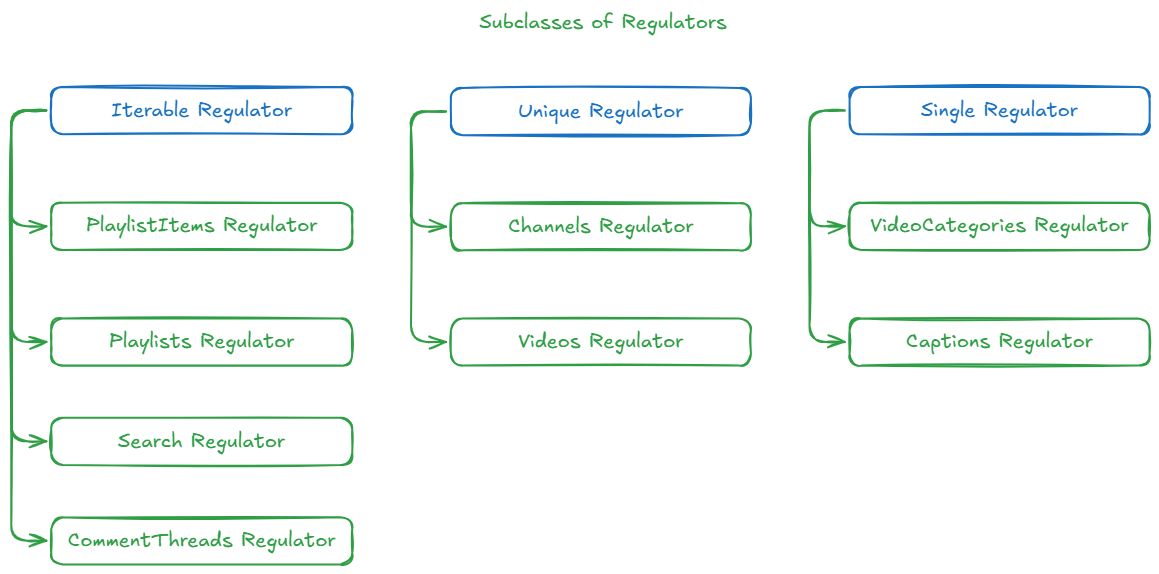 Subclasses of Regulators
Iterable Regulator
Unique Regulator
Single Regulator
PlaylistItems Regulator
Channels Regulator
VideoCategories Regulator
Playlists Regulator
Videos Regulator
Captions Regulator
Search Regulator
CommentThreads Regulator